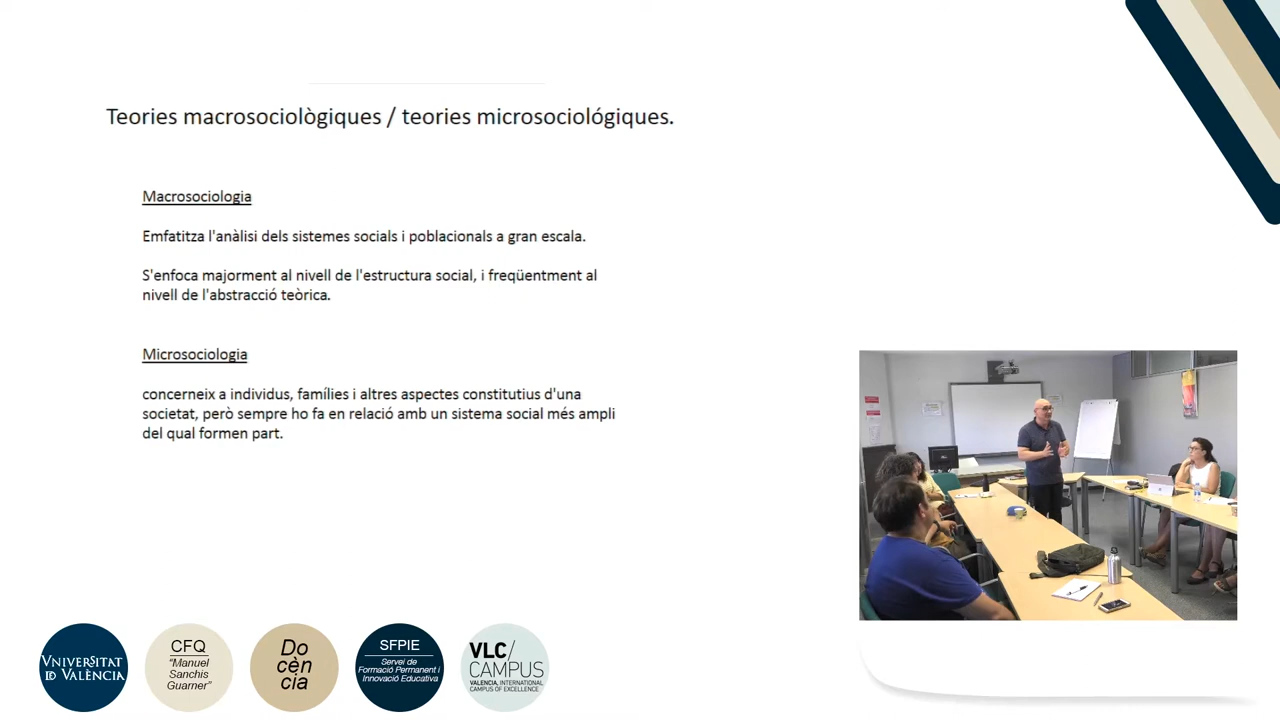 Teories macrosociològiques / teories microsociológiques.
Macrosociologia
Emfatitza l'anàlisi dels sistemes socials i poblacionals a gran escala.
S'enfoca majorment al nivell de l'estructura social, i freqüentment al
nivell de l'abstracció teòrica.
Microsociologia
concerneix a individus, famílies i altres aspectes constitutius d'una
societat, però sempre ho fa en relació amb un sistema social més ampli
del qual formen part.
VNIVERSITAT
ID VALÈNCIA
CFQ
"Manuel
Sanchis
Guarner"
Do
cèn
cia
SFPIE
Servei de
Formació Permanent i
Innovació Educativa
VLC/
CAMPUS
VALENCIA, INTERNATIONAL
CAMPUS OF EXCELLENCE